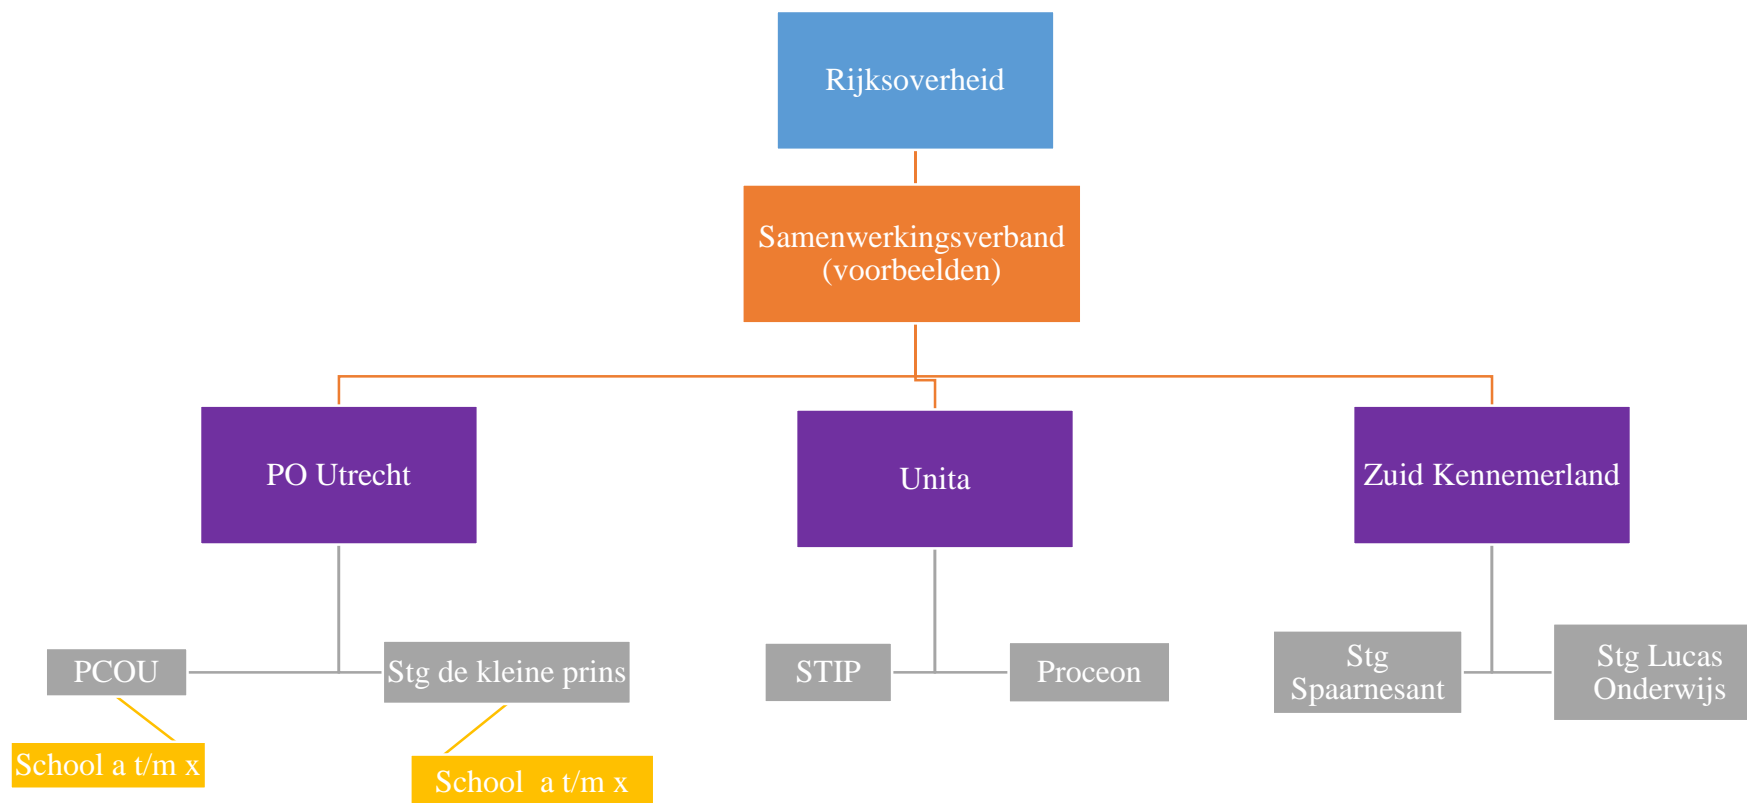 Rijksoverheid
Samenwerkingsverband
(voorbeelden)
PO Utrecht
Unita
Zuid Kennemerland
PCOU
Stg de kleine prins
STIP
Proceon
Stg
Spaarnesant
Stg Lucas
Onderwijs
School a t/m x
School  a t/m x